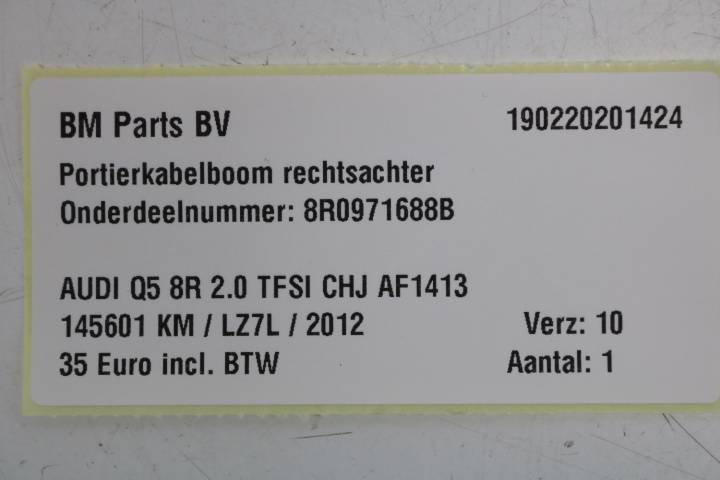 BM Parts BV 190220201424
Portierkabelboom rechtsachter
Onderdeelnummer: 8R0971688B
AUDI Q5 8R 2.0 TFSI CHJ AF1413
145601 KM / LZ7L / 2012 Verz: 10
35 Euro incl. BTW Aantal: 1